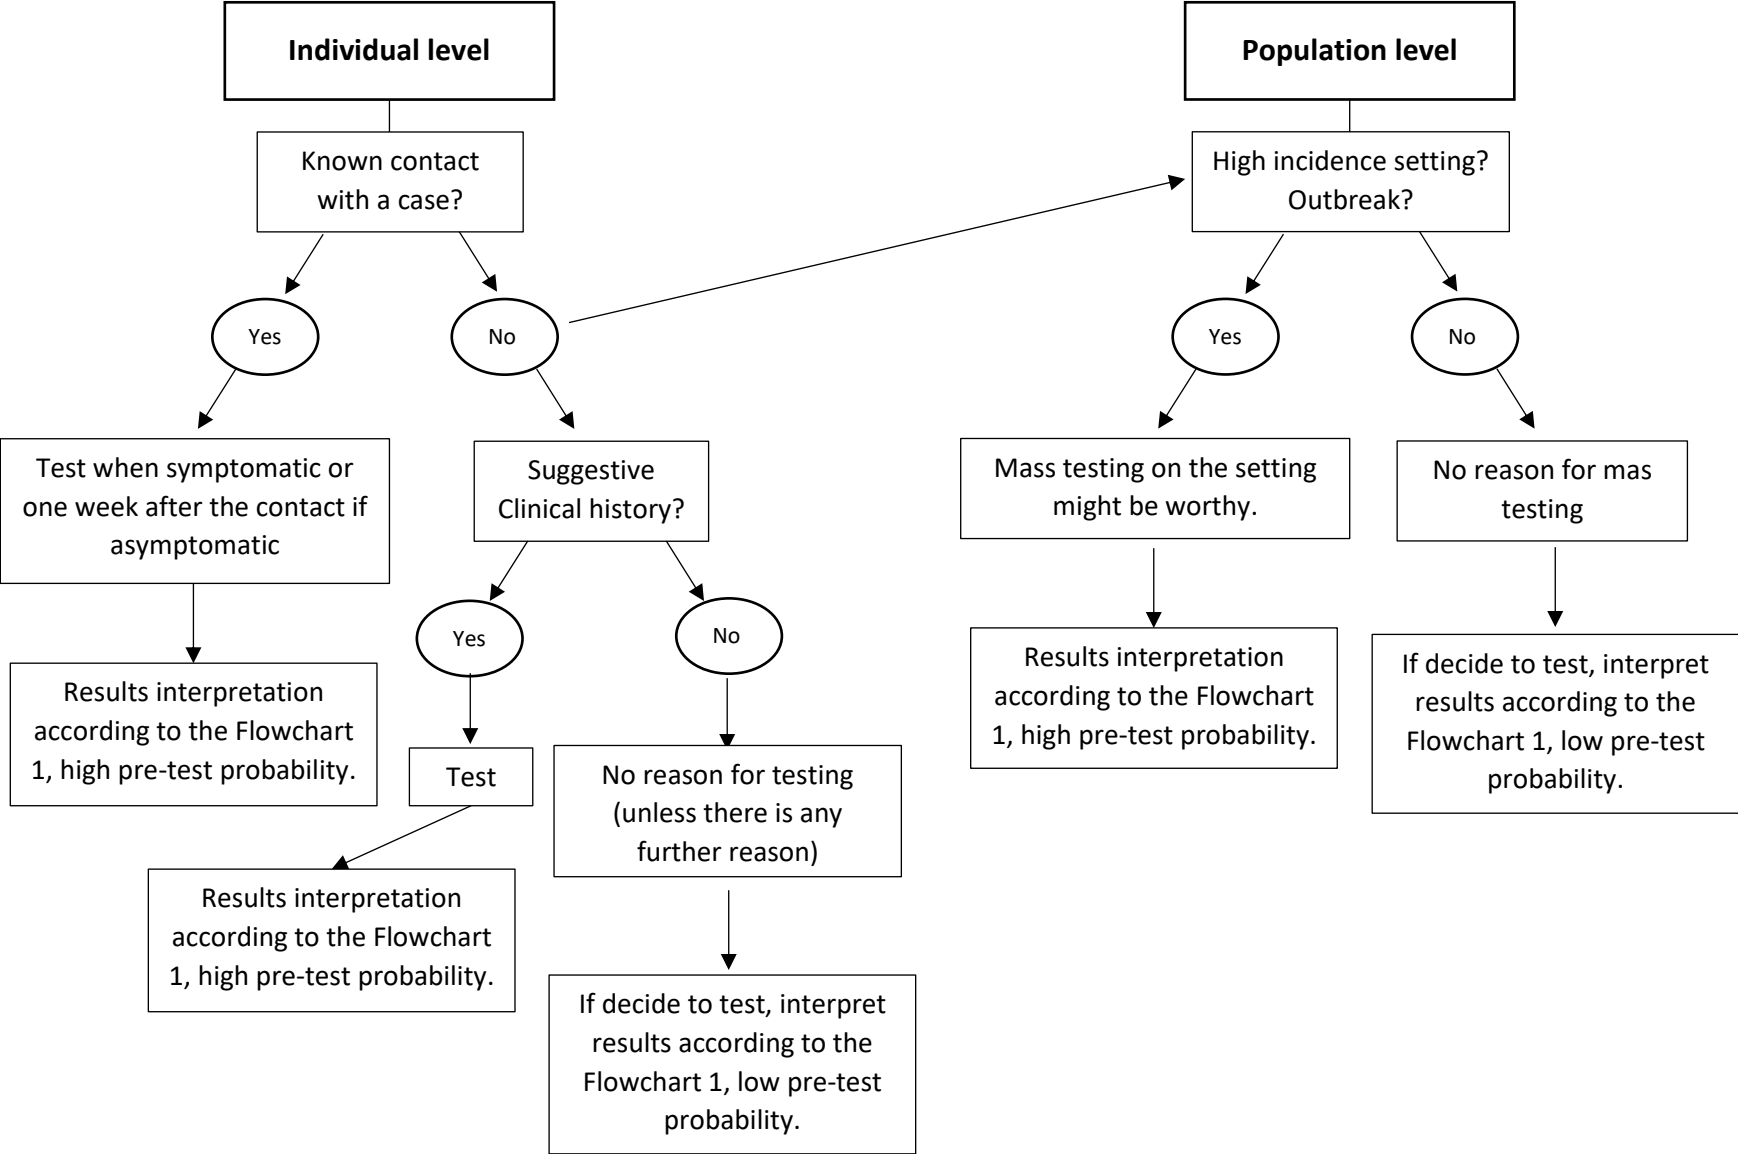 Individual level
Population level
Known contact
with a case?
High incidence setting?
Outbreak?
Yes
No
Yes
No
Test when symptomatic or
one week after the contact if
asymptomatic
Suggestive
Clinical history?
Mass testing on the setting
might be worthy.
No reason for mas
testing
Yes
No
Results interpretation
according to the Flowchart
1, high pre-test probability.
Results interpretation
according to the Flowchart
1, high pre-test probability.
If decide to test, interpret
results according to the
Flowchart 1, low pre-test
probability.
Test
No reason for testing
(unless there is any
further reason)
Results interpretation
according to the Flowchart
1, high pre-test probability.
If decide to test, interpret
results according to the
Flowchart 1, low pre-test
probability.